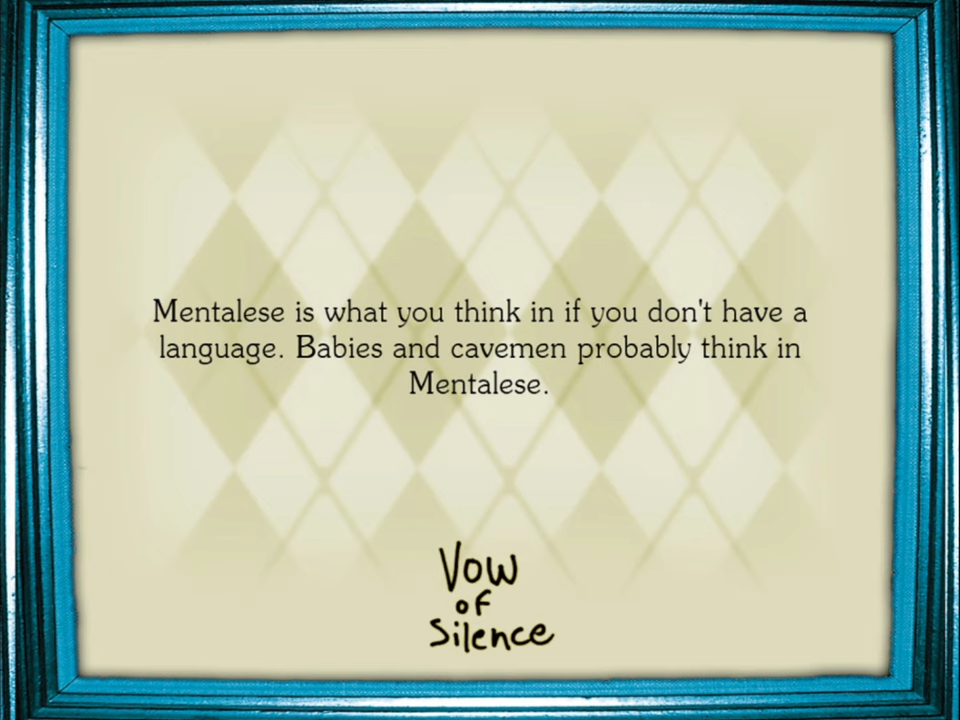 Mentalese is what you think in if you don't have a
language. Babies and cavemen probably think in
Mentalese.
Vow
of
Silence